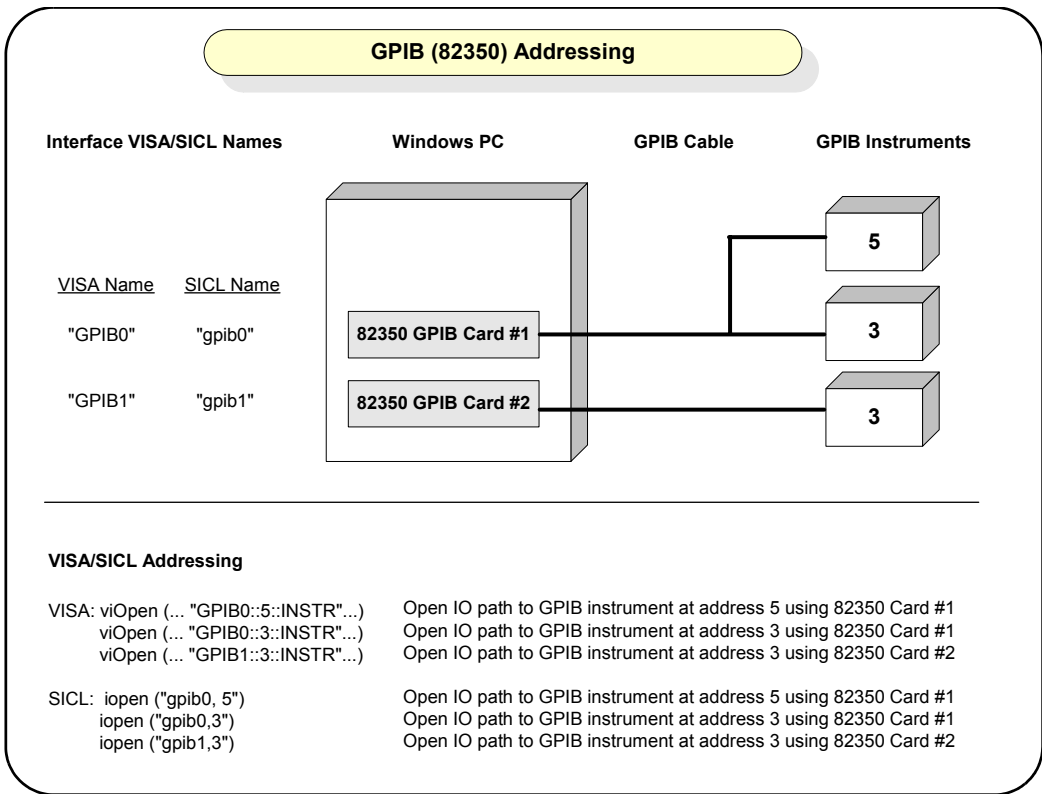 GPIB (82350) Addressing
Interface VISA/SICL Names Windows PC GPIB Cable GPIB Instruments
5
VISA Name SICL Name
"GPIB0" "gpib0" 82350 GPIB Card #1 3
"GPIB1" "gpib1" 82350 GPIB Card #2 3
VISA/SICL Addressing
VISA: viOpen (... "GPIB0::5::INSTR"...) Open IO path to GPIB instrument at address 5 using 82350 Card #1
viOpen (... "GPIB0::3::INSTR"...) Open IO path to GPIB instrument at address 3 using 82350 Card #1
viOpen (... "GPIB1::3::INSTR"...) Open IO path to GPIB instrument at address 3 using 82350 Card #2
SICL: iopen ("gpib0, 5") Open IO path to GPIB instrument at address 5 using 82350 Card #1
iopen ("gpib0,3") Open IO path to GPIB instrument at address 3 using 82350 Card #1
iopen ("gpib1,3") Open IO path to GPIB instrument at address 3 using 82350 Card #2